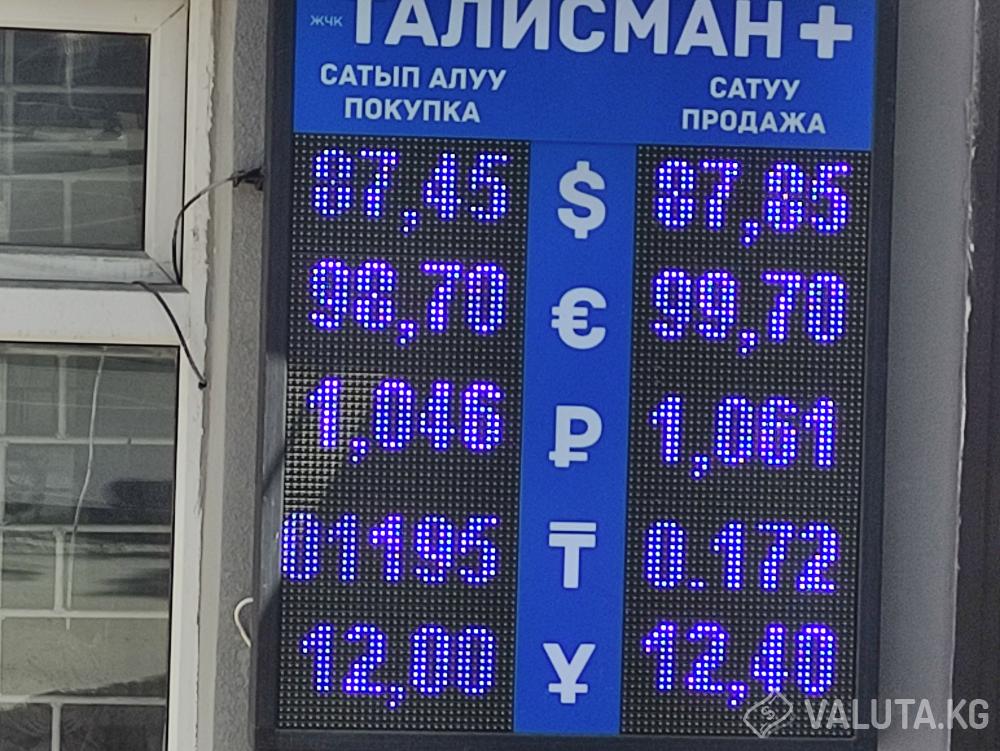 ЖЧК ТАЛИСМАН+
САТЫП АЛУУ САТУУ
ПОКУПКА ПРОДАЖА
87,45 $ 87,85
98,70 € 99,70
1,046 ₽ 1,061
01195 ₸ 0.172
12,00 ¥ 12,40
VALUTA.KG